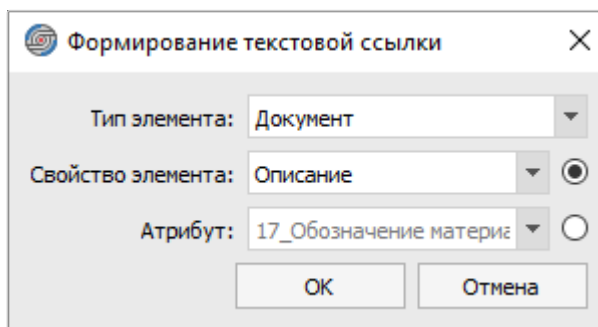 Формирование текстовой ссылки
Тип элемента: Документ
Свойство элемента: Описание
Атрибут: 17_Обозначение материа
OK Отмена